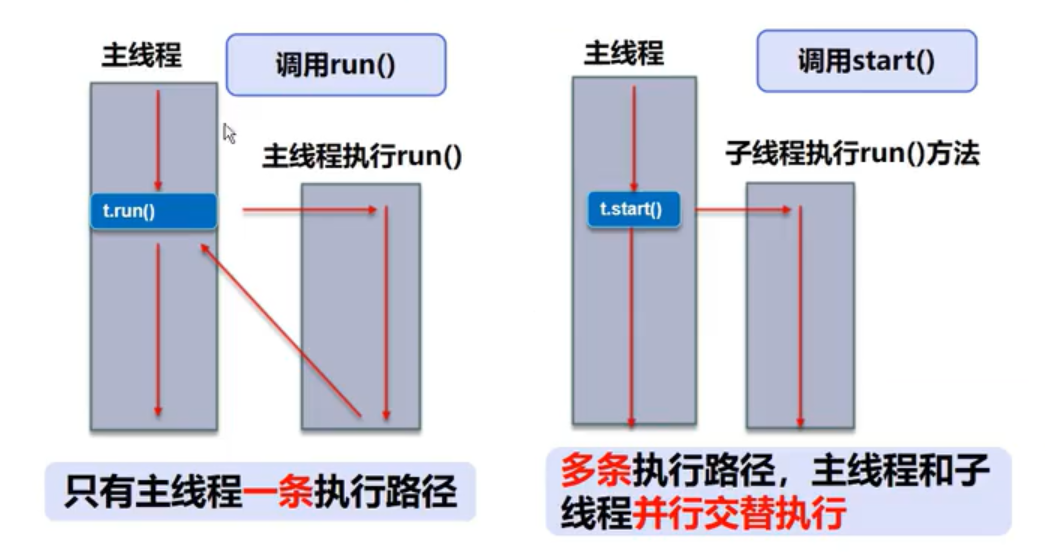 主线程
调用run()
主线程执行run()
t.run()
只有主线程一条执行路径
主线程
调用start()
子线程执行run()方法
t.start()
多条执行路径，主线程和子
线程并行交替执行